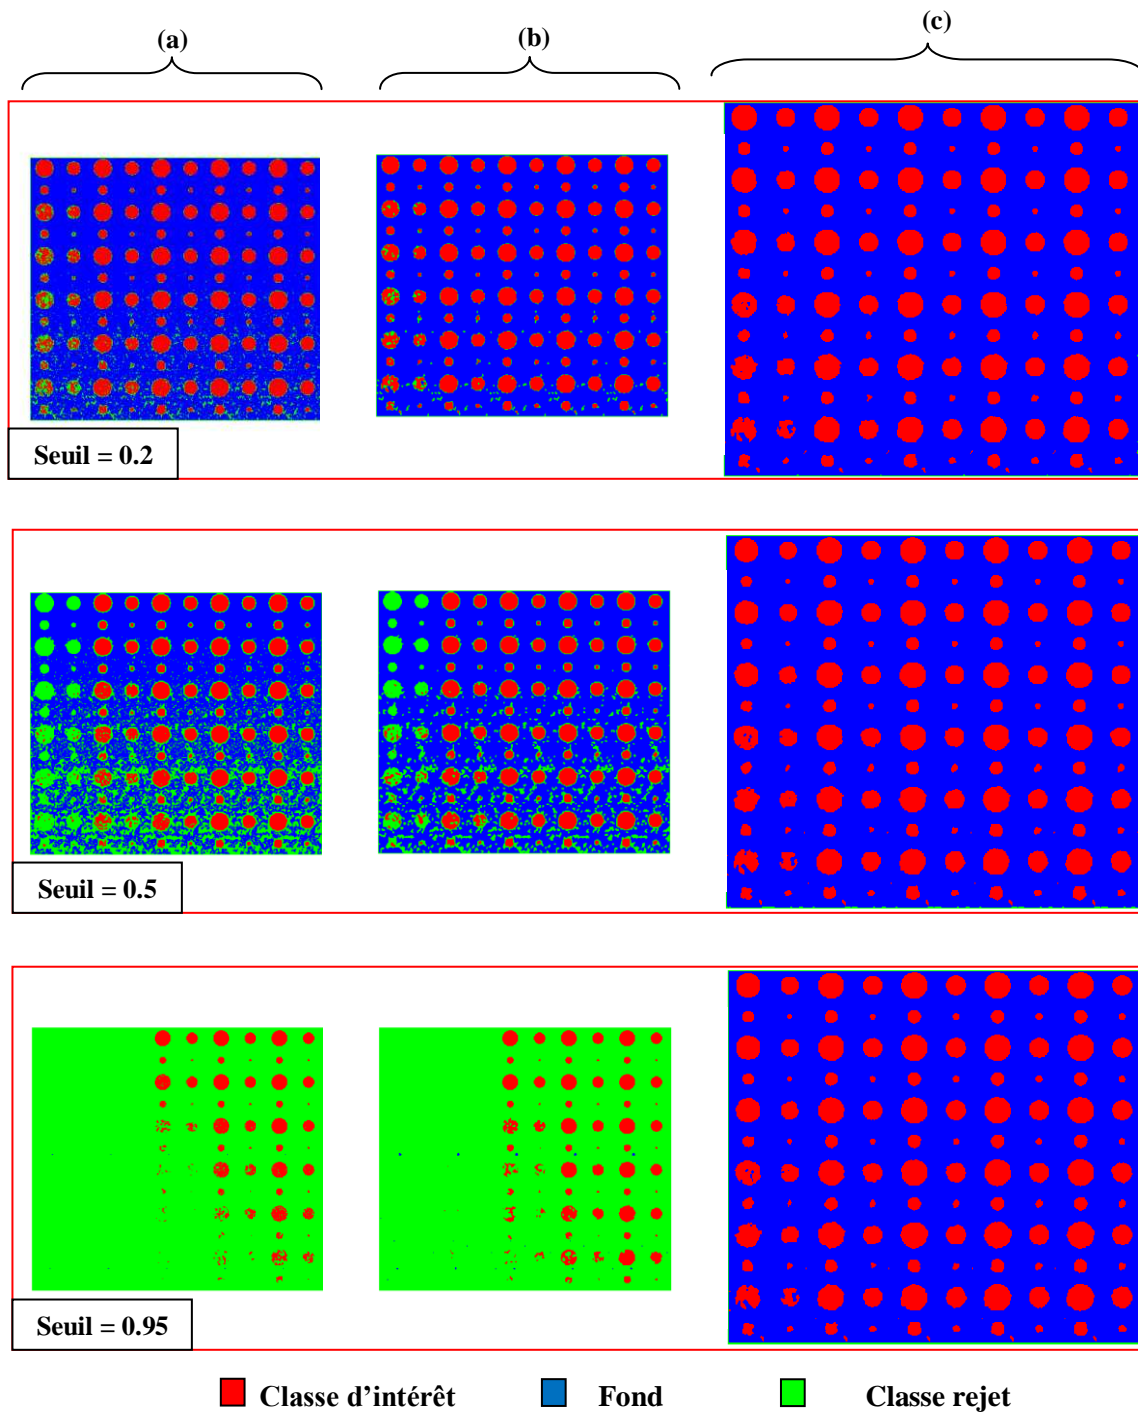 (a)
(b)
(c)
Seuil = 0.2
Seuil = 0.5
Seuil = 0.95
Classe d'intérêt
Fond
Classe rejet